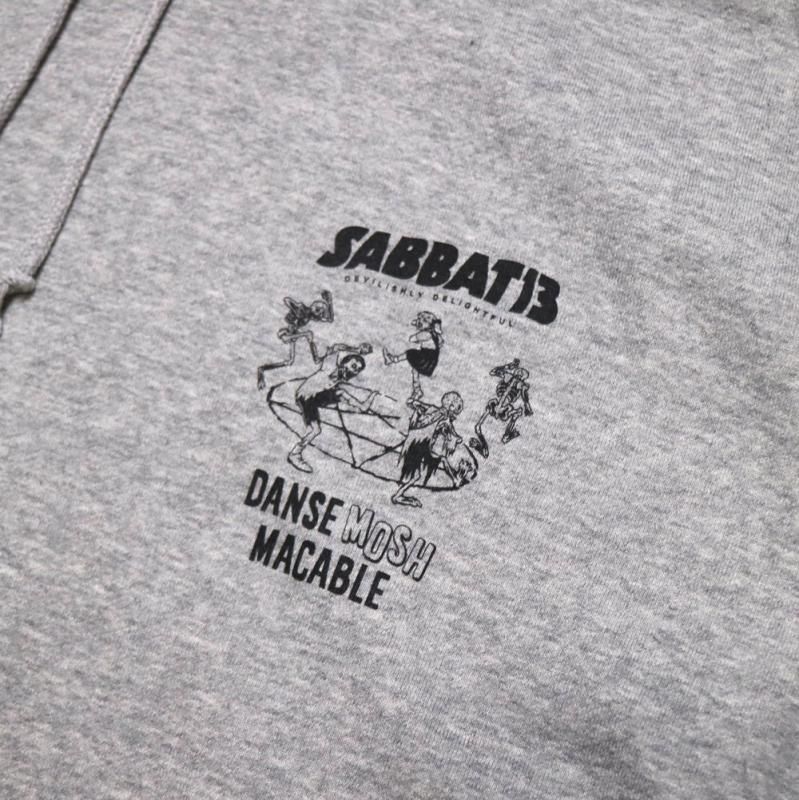 SABBAT13
DEVILISHLY DELIGHTFUL
DANSE MOSH
MACABLE